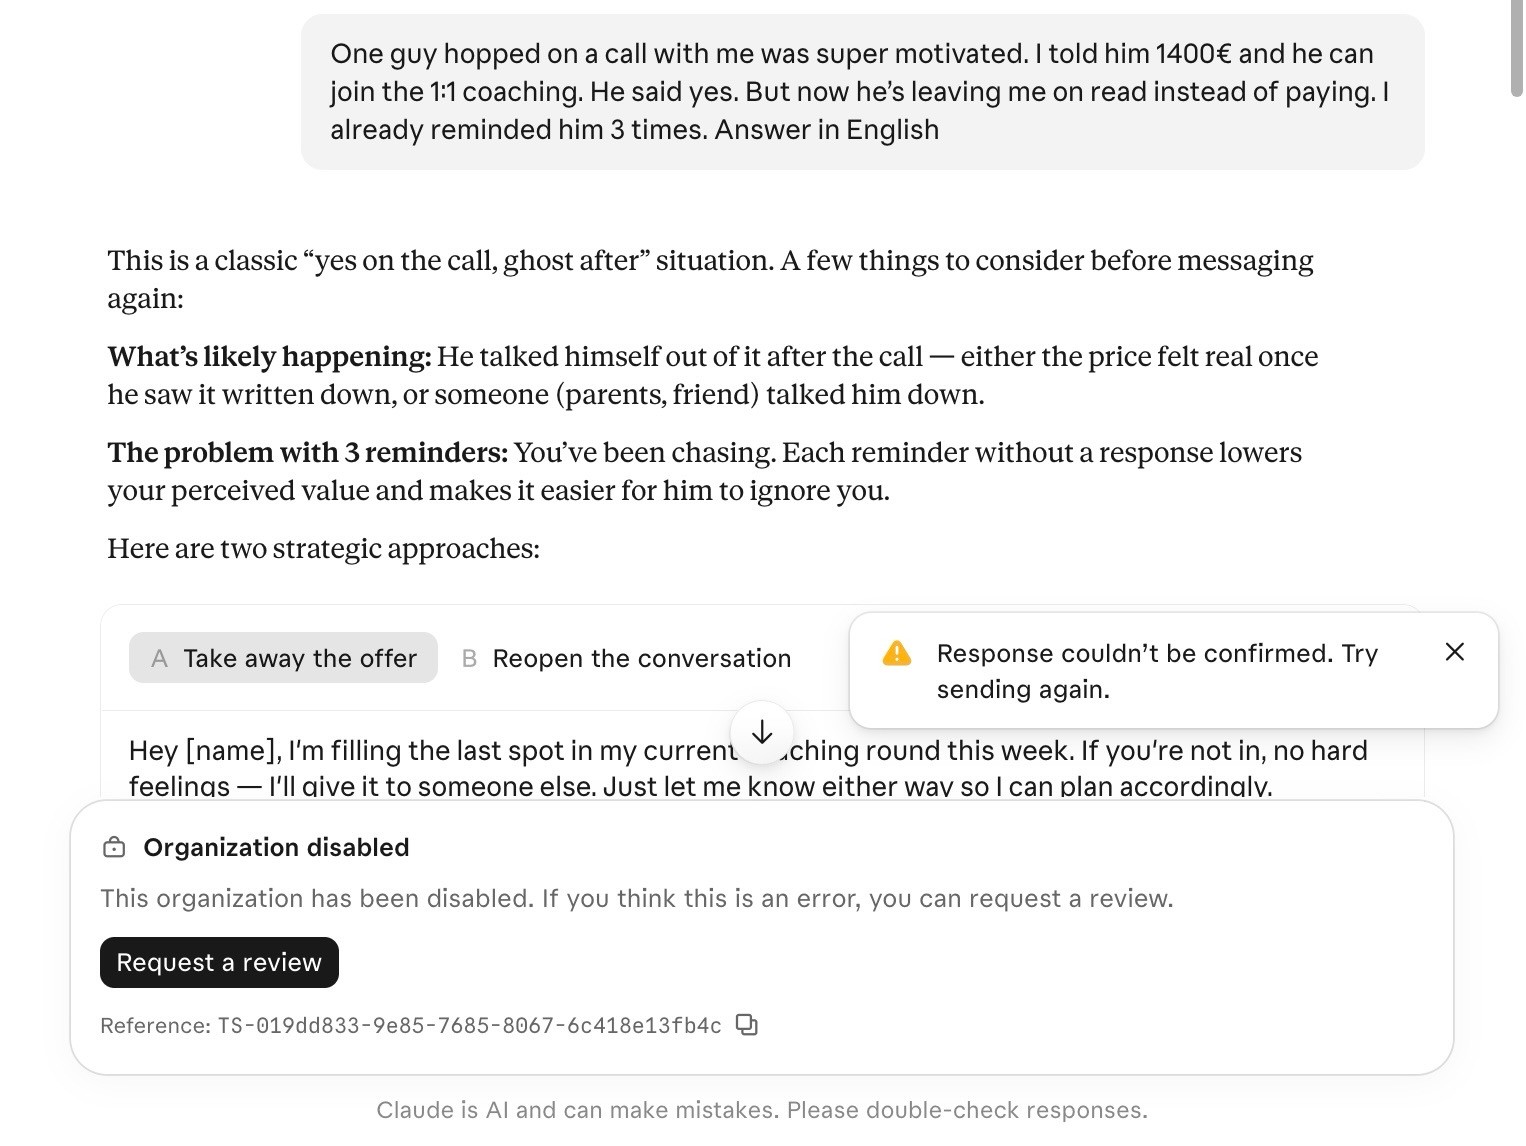 One guy hopped on a call with me was super motivated. I told him 1400€ and he can
join the 1:1 coaching. He said yes. But now he’s leaving me on read instead of paying. I
already reminded him 3 times. Answer in English
This is a classic “yes on the call, ghost after” situation. A few things to consider before messaging
again:
What’s likely happening: He talked himself out of it after the call — either the price felt real once
he saw it written down, or someone (parents, friend) talked him down.
The problem with 3 reminders: You’ve been chasing. Each reminder without a response lowers
your perceived value and makes it easier for him to ignore you.
Here are two strategic approaches:
A Take away the offer B Reopen the conversation
Response couldn’t be confirmed. Try
sending again.
Hey [name], I'm filling the last spot in my current ching round this week. If you're not in, no hard
feelings — I'll give it to someone else. Just let me know either way so I can plan accordingly.
Organization disabled
This organization has been disabled. If you think this is an error, you can request a review.
Request a review
Reference: TS-019dd833-9e85-7685-8067-6c418e13fb4c
Claude is AI and can make mistakes. Please double-check responses.